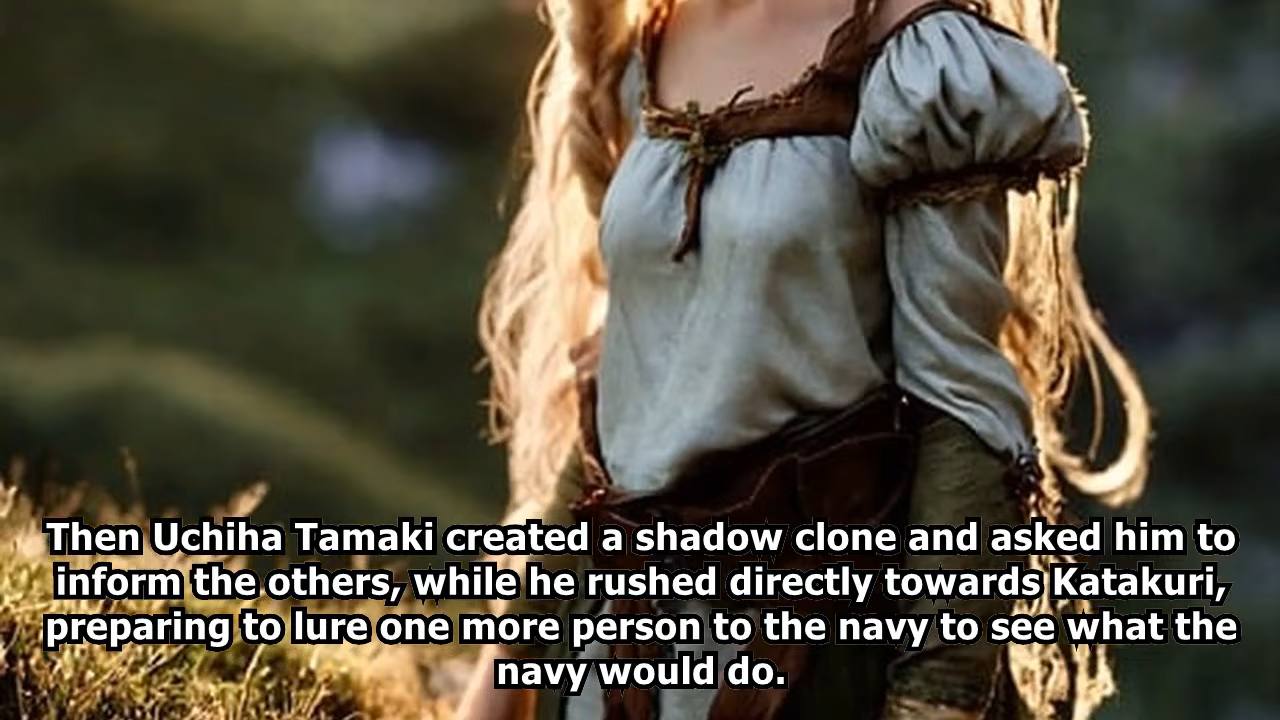 Then Uchiha Tamaki created a shadow clone and asked him to
inform the others, while he rushed directly towards Katakuri,
preparing to lure one more person to the navy to see what the
navy would do.